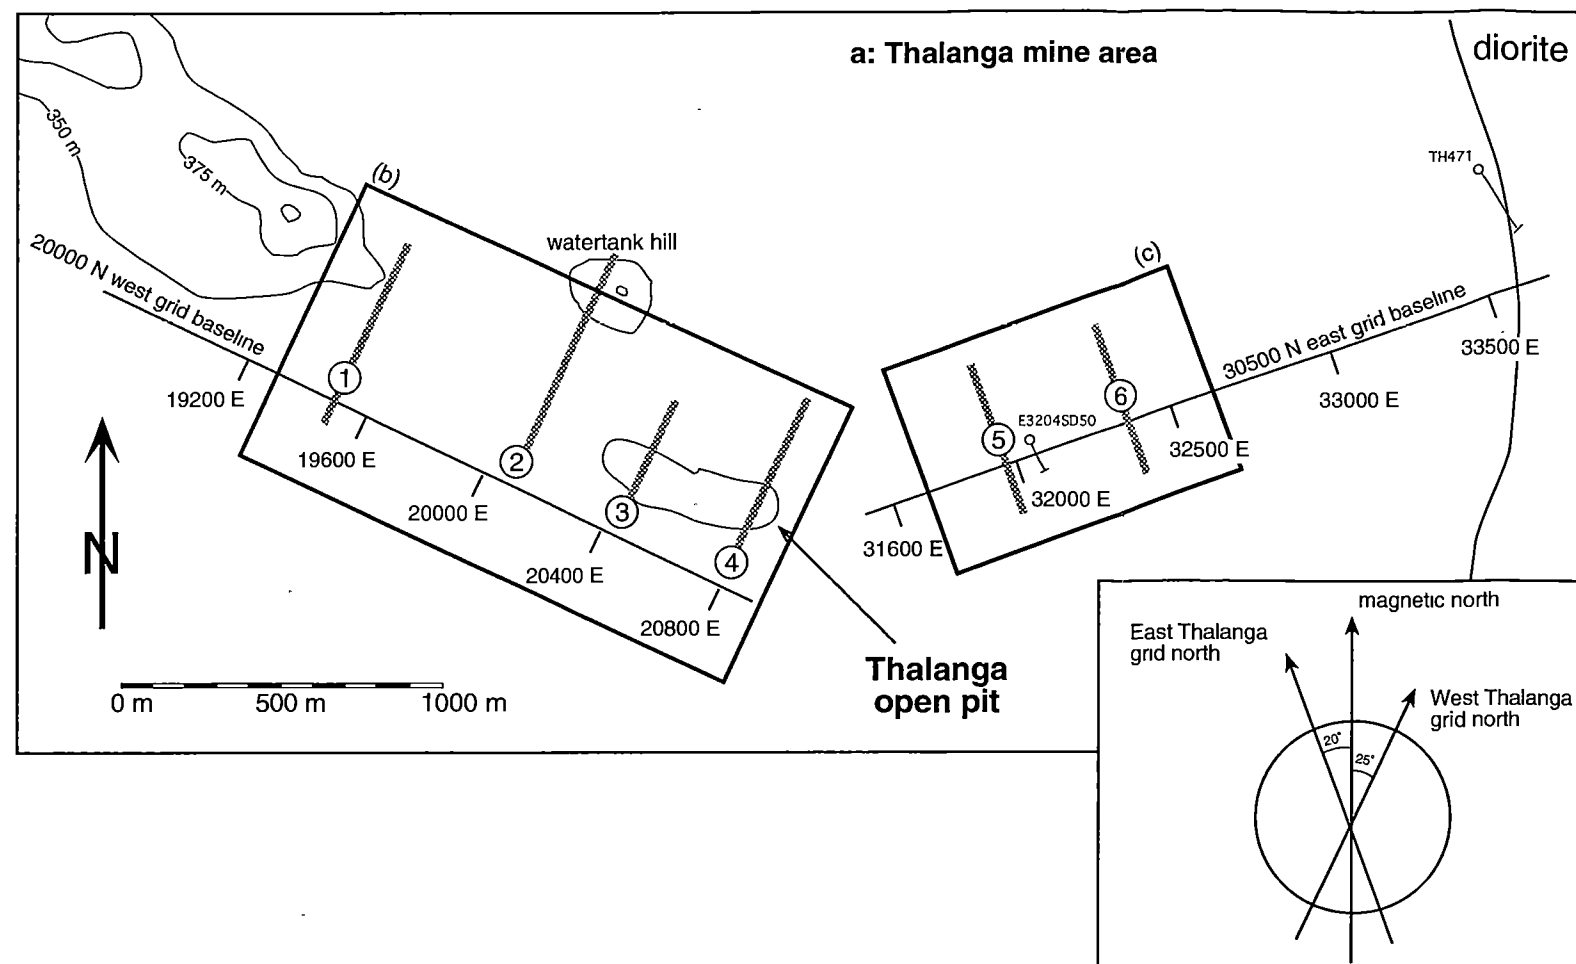 a: Thalanga mine area
diorite
350 m
375 m
(b)
TH471
watertank hill
20000 N west grid baseline
(c)
30500 N east grid baseline
19200 E
1
19600 E
2
20000 E
3
20400 E
4
20800 E
5
E3204SD50
6
33500 E
33000 E
32500 E
32000 E
31600 E
N
0 m
500 m
1000 m
Thalanga
open pit
magnetic north
East Thalanga
grid north
West Thalanga
grid north
20°
25°